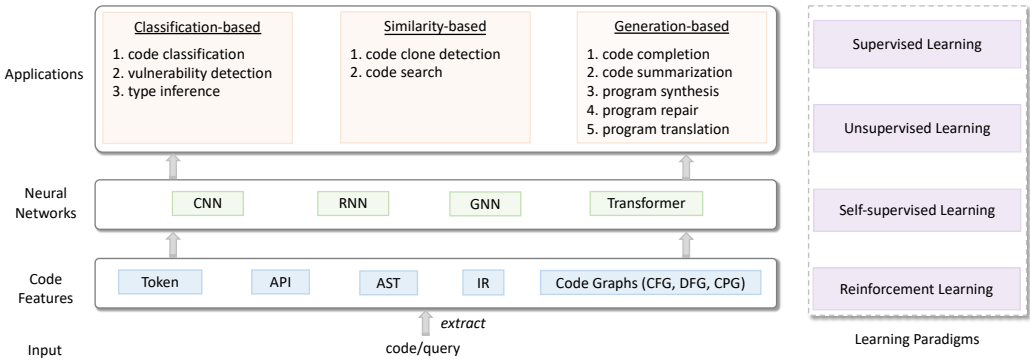 Applications
Classification-based
1. code classification
2. vulnerability detection
3. type inference
Similarity-based
1. code clone detection
2. code search
Generation-based
1. code completion
2. code summarization
3. program synthesis
4. program repair
5. program translation
Neural
Networks
CNN
RNN
GNN
Transformer
Code
Features
Token
API
AST
IR
Code Graphs (CFG, DFG, CPG)
extract
Input
code/query
Supervised Learning
Unsupervised Learning
Self-supervised Learning
Reinforcement Learning
Learning Paradigms